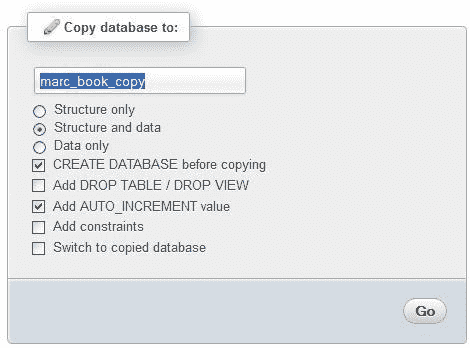 Copy database to:
marc_book_copy
Structure only
Structure and data
Data only
CREATE DATABASE before copying
Add DROP TABLE / DROP VIEW
Add AUTO_INCREMENT value
Add constraints
Switch to copied database
Go